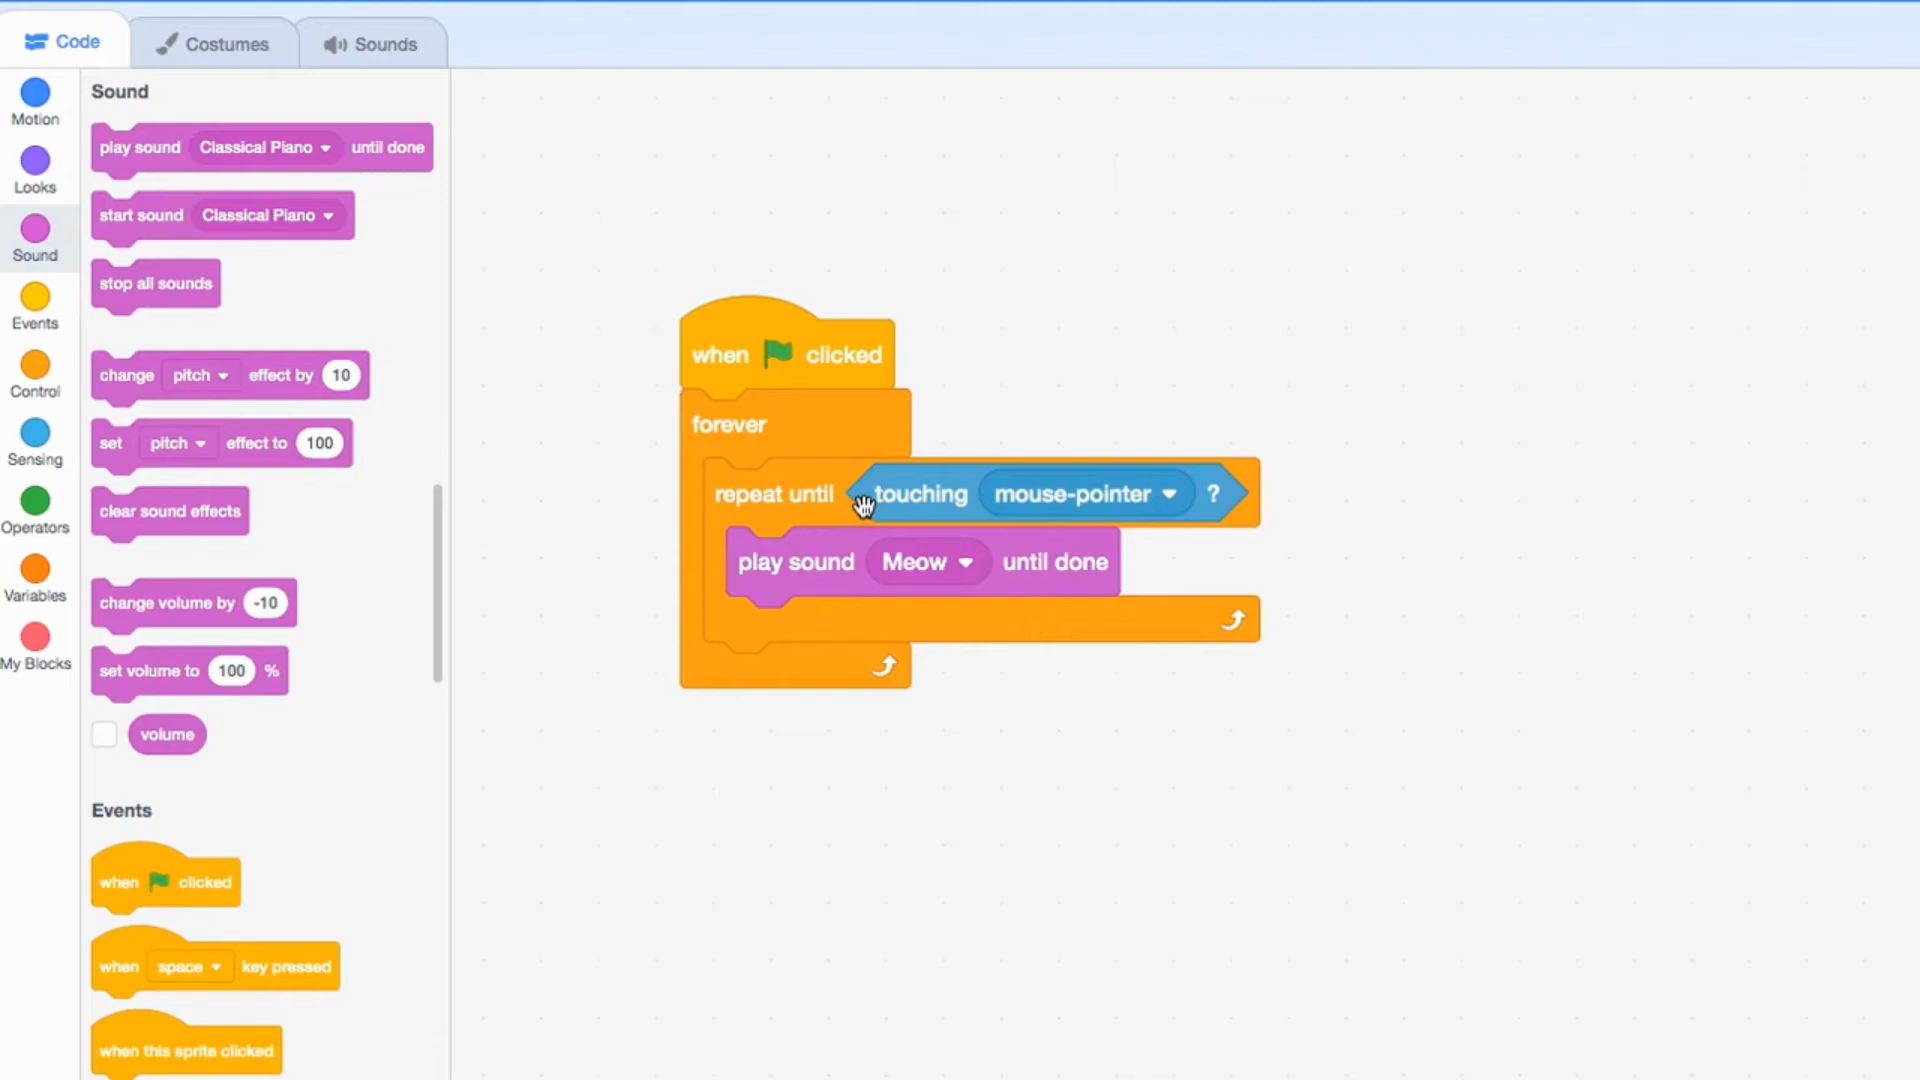 Code
Costumes
Sounds
Motion
Looks
Sound
Events
Control
Sensing
Operators
Variables
My Blocks
Sound
play sound Classical Piano until done
start sound Classical Piano
stop all sounds
change pitch effect by 10
set pitch effect to 100
clear sound effects
change volume by -10
set volume to 100 %
volume
Events
when clicked
when space key pressed
when this sprite clicked
when clicked
forever
repeat until touching mouse-pointer ?
play sound Meow until done